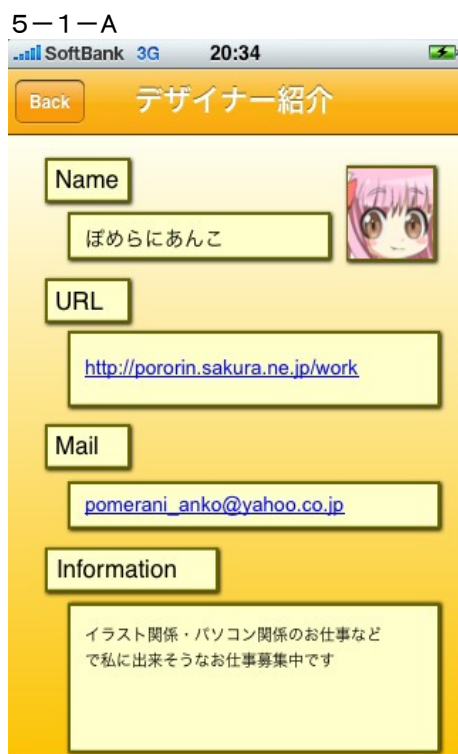 ５－１－A
SoftBank 3G 20:34
Back デザイナー紹介
Name
ぽめらにあんこ
URL
http://pororin.sakura.ne.jp/work
Mail
pomerani_anko@yahoo.co.jp
Information
イラスト関係・パソコン関係のお仕事など
で私に出来そうなお仕事募集中です